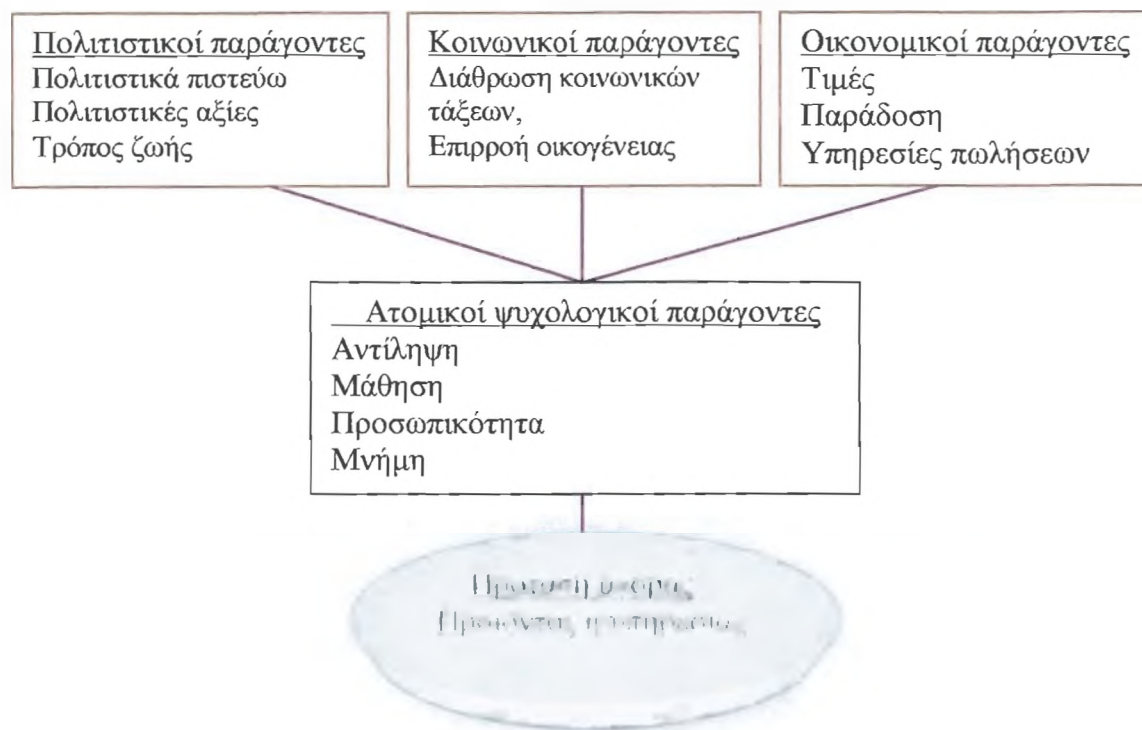 Πολιτιστικοί παράγοντες
Πολιτιστικά πιστεύω
Πολιτιστικές αξίες
Τρόπος ζωής
Κοινωνικοί παράγοντες
Διάθρωση κοινωνικών
τάξεων,
Επιρροή οικογένειας
Οικονομικοί παράγοντες
Τιμές
Παράδοση
Υπηρεσίες πωλήσεων
Ατομικοί ψυχολογικοί παράγοντες
Αντίληψη
Μάθηση
Προσωπικότητα
Μνήμη